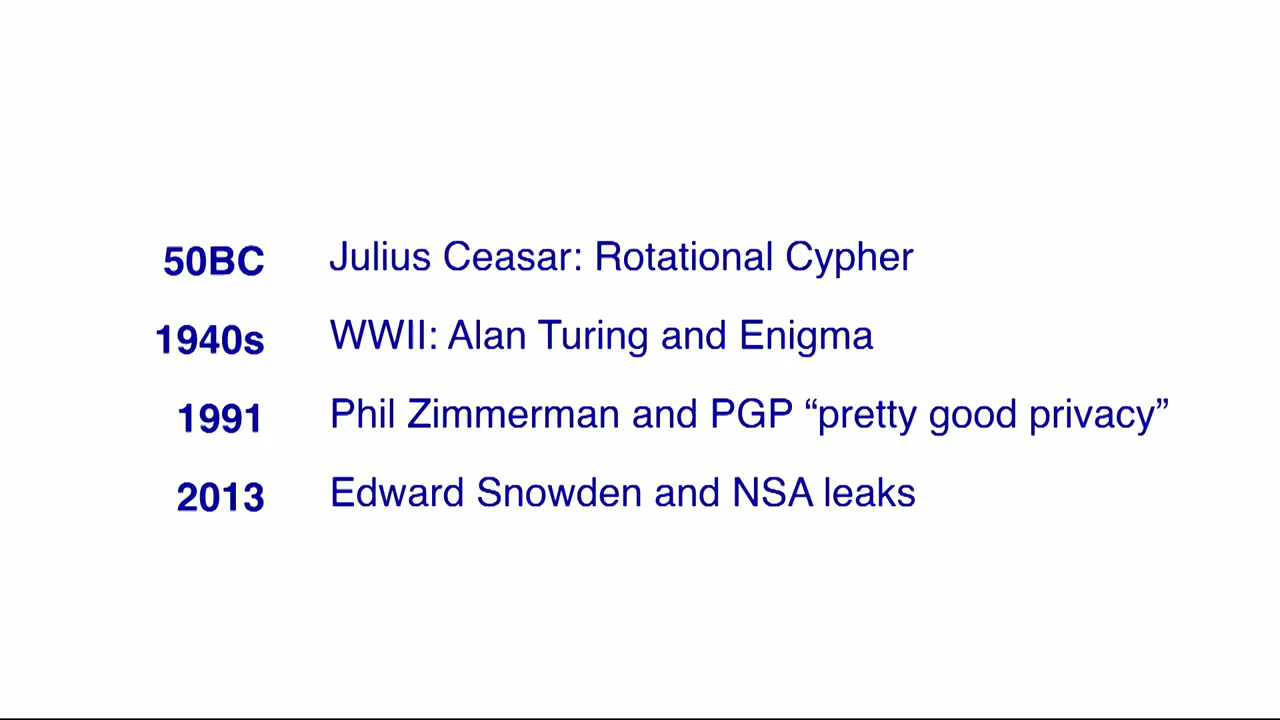 50BC Julius Ceasar: Rotational Cypher
1940s WWII: Alan Turing and Enigma
1991 Phil Zimmerman and PGP “pretty good privacy”
2013 Edward Snowden and NSA leaks